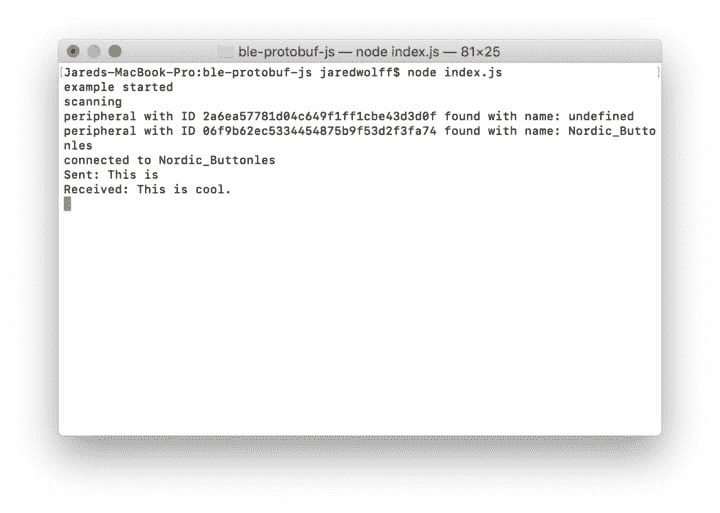 ble-protobuf-js — node index.js — 81×25
[Jareds-MacBook-Pro:ble-protobuf-js jaredwolff$ node index.js ]
example started
scanning
peripheral with ID 2a6ea57781d04c649f1ff1cbe43d3d0f found with name: undefined
peripheral with ID 06f9b62ec5334454875b9f53d2f3fa74 found with name: Nordic_Butto
nles
connected to Nordic_Buttonles
Sent: This is
Received: This is cool.